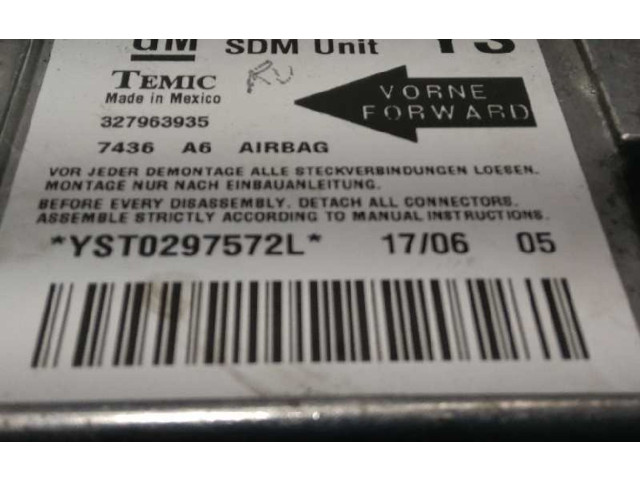 GM SDM Unit YS
TEMIC RU
Made in Mexico
VORNE
FORWARD
327963935
7436 A6 AIRBAG
VOR JEDER DEMONTAGE ALLE STECKVERBINDUNGEN LOESEN.
MONTAGE NUR NACH EINBAUANLEITUNG.
BEFORE EVERY DISASSEMBLY. DETACH ALL CONNECTORS.
ASSEMBLE STRICTLY ACCORDING TO MANUAL INSTRUCTIONS.
*YST0297572L* 17/06 05